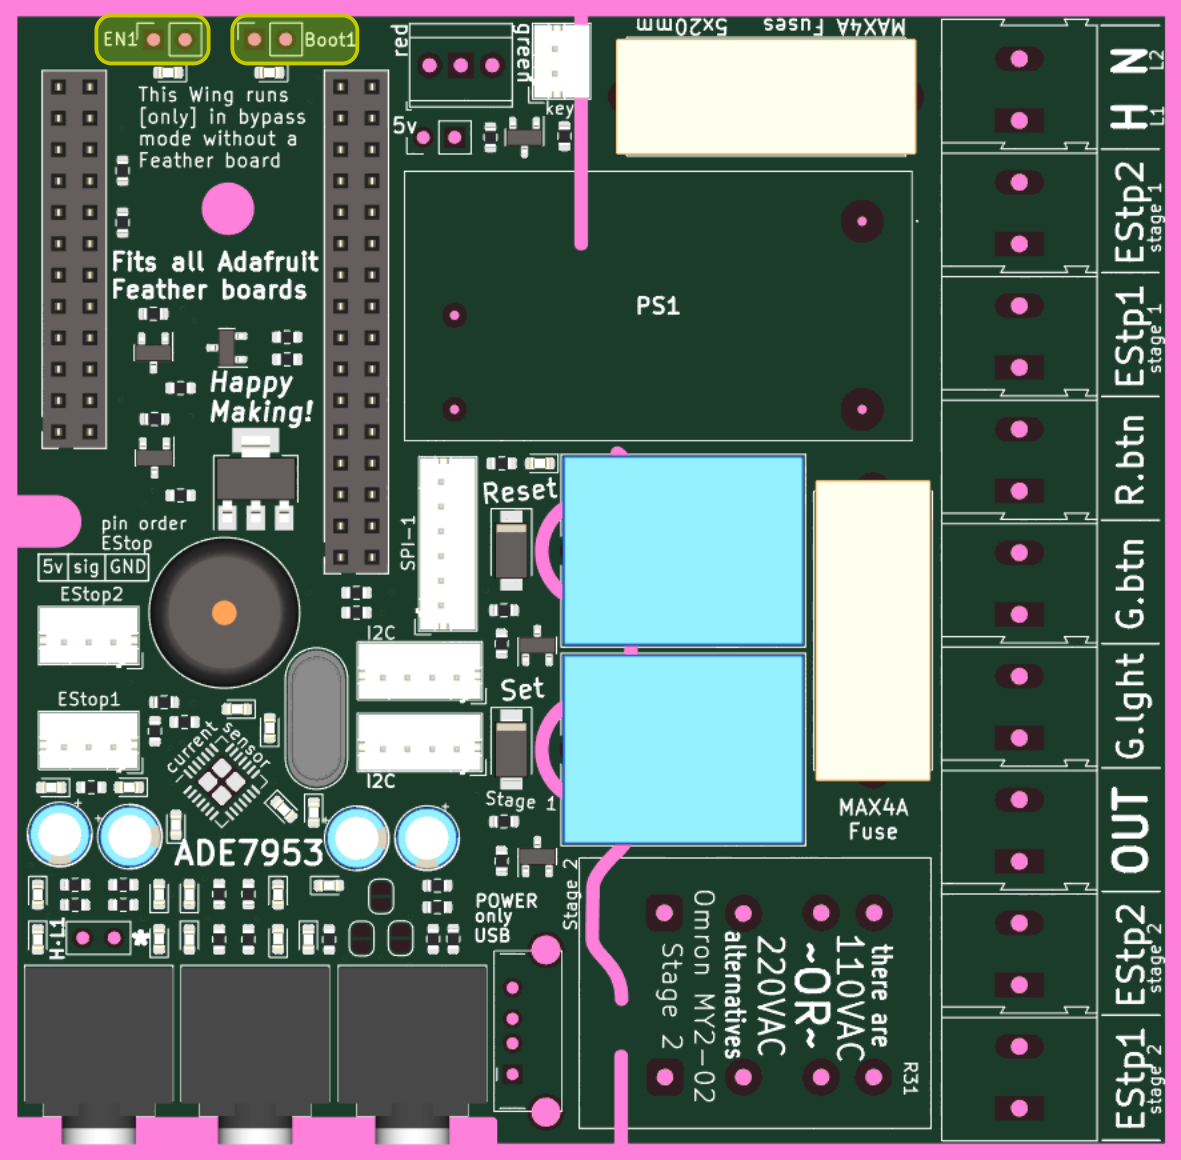 EN1
Boot1
This Wing runs
[only] in bypass
mode without a
Feather board
Fits all Adafruit
Feather boards
Happy
Making!
red
green
key
5v
5x20mm
MAX4A Fuses
PS1
pin order
EStop
5v sig GND
EStop2
EStop1
SPI-1
I2C
I2C
Reset
Set
Stage 1
current
sensor
ADE7953
H-L1
*
POWER
only
USB
Stage 2
MAX4A
Fuse
there are
110VAC
~OR~
220VAC
alternatives
Omron MY2-02
Stage 2
R31
N
L2
H
L1
EStp2
stage 1
EStp1
stage 1
R.btn
G.btn
G.lght
OUT
EStp2
stage 2
EStp1
stage 2